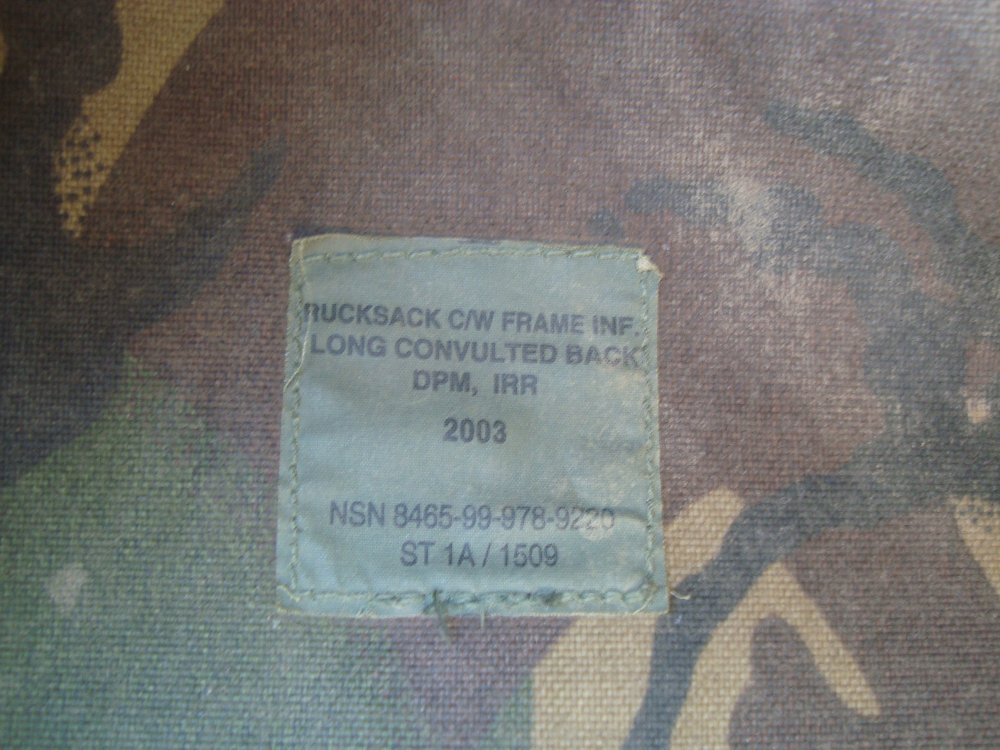 RUCKSACK C/W FRAME INF.
LONG CONVULTED BACK
DPM, IRR
2003
NSN 8465-99-978-9220
ST 1A / 1509